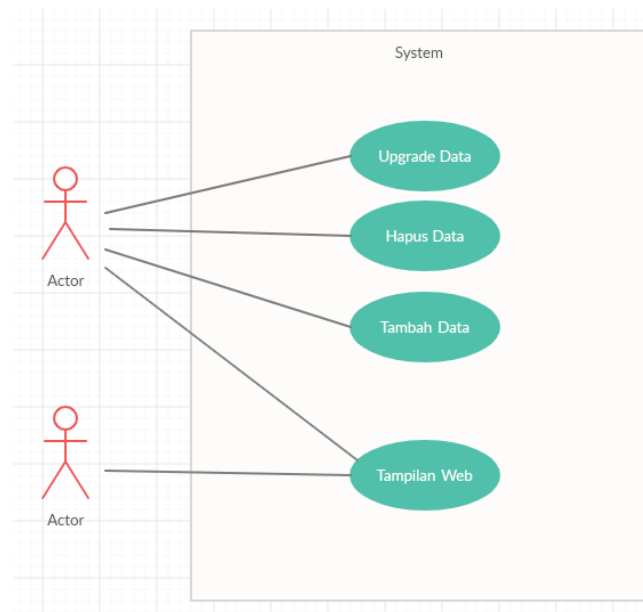 System
Upgrade Data
Hapus Data
Actor
Tambah Data
Tampilan Web
Actor